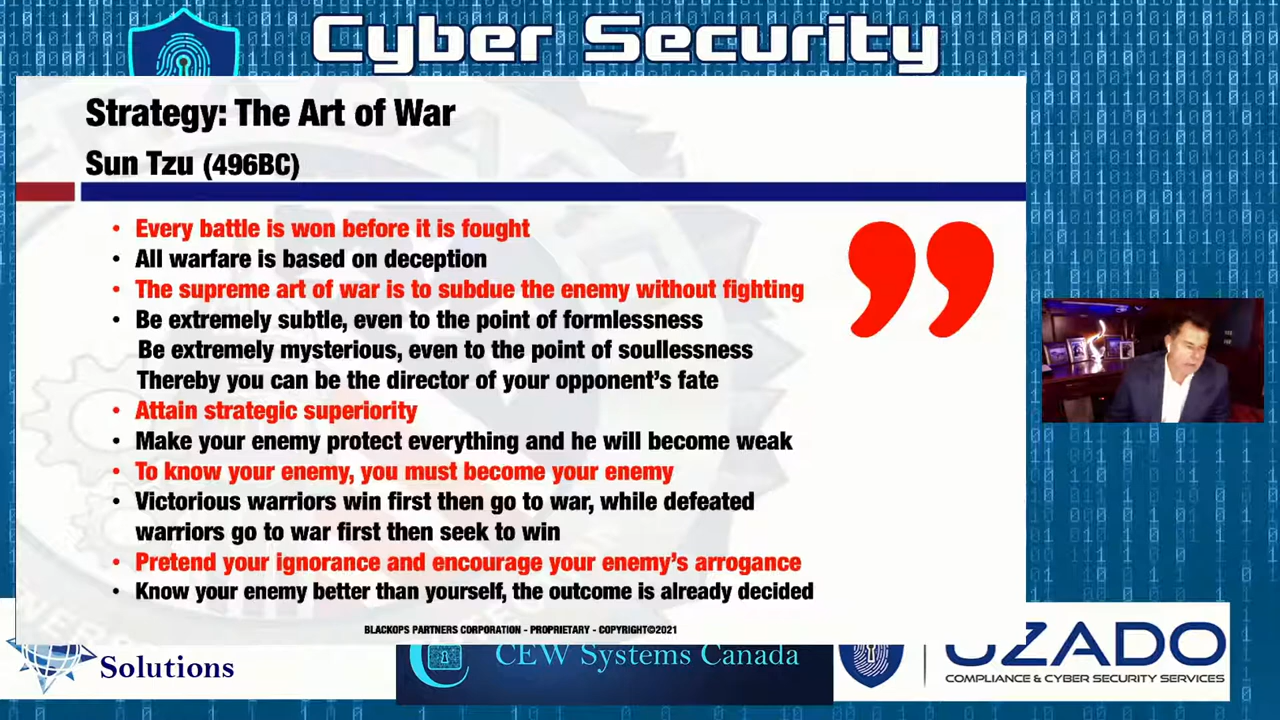 Cyber Security
Strategy: The Art of War
Sun Tzu (496BC)
• Every battle is won before it is fought
• All warfare is based on deception
• The supreme art of war is to subdue the enemy without fighting
• Be extremely subtle, even to the point of formlessness
Be extremely mysterious, even to the point of soullessness
Thereby you can be the director of your opponent’s fate
• Attain strategic superiority
• Make your enemy protect everything and he will become weak
• To know your enemy, you must become your enemy
• Victorious warriors win first then go to war, while defeated
warriors go to war first then seek to win
• Pretend your ignorance and encourage your enemy’s arrogance
• Know your enemy better than yourself, the outcome is already decided
”
BLACKOPS PARTNERS CORPORATION - PROPRIETARY - COPYRIGHT©2021
Solutions
CEW Systems Canada
UZADO
COMPLIANCE & CYBER SECURITY SERVICES